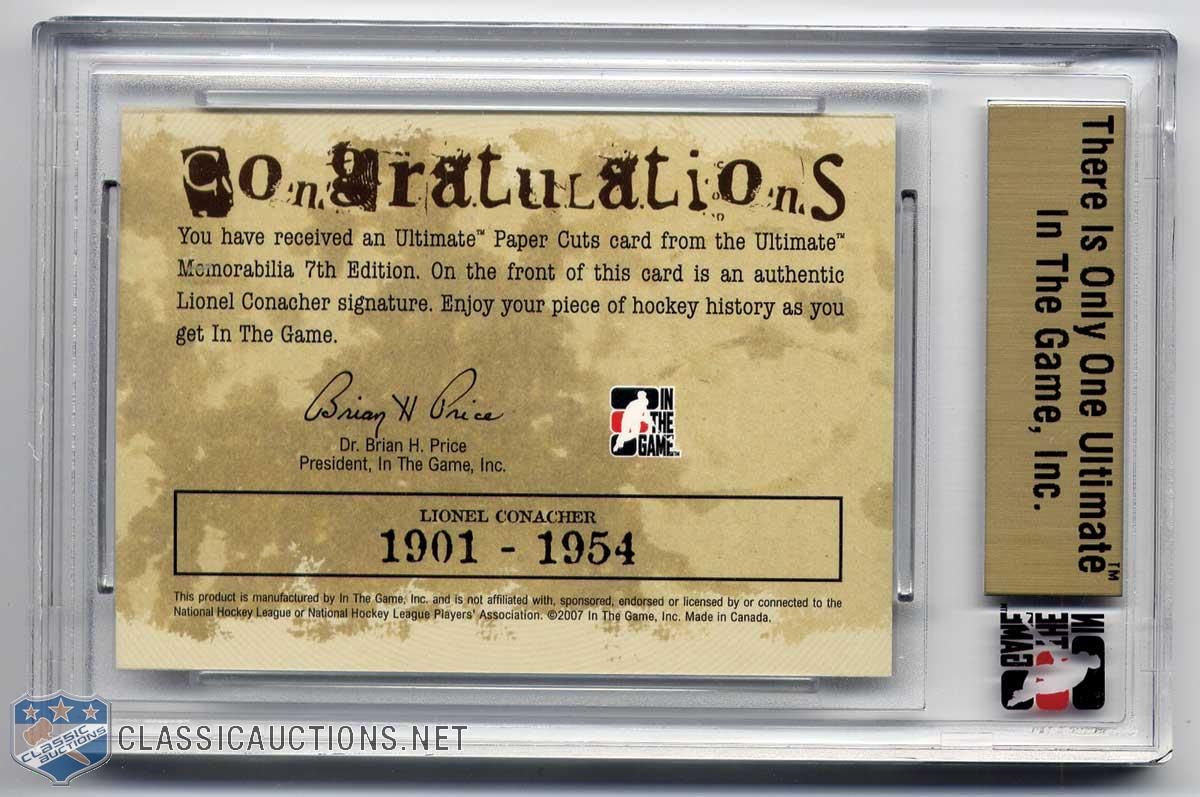 Congratulations
You have received an Ultimate™ Paper Cuts card from the Ultimate™
Memorabilia 7th Edition. On the front of this card is an authentic
Lionel Conacher signature. Enjoy your piece of hockey history as you
get In The Game.
Brian H Price
Dr. Brian H. Price
President, In The Game, Inc.
IN
THE
GAME
LIONEL CONACHER
1901 - 1954
This product is manufactured by In The Game, Inc. and is not affiliated with, sponsored, endorsed or licensed by or connected to the
National Hockey League or National Hockey League Players' Association. ©2007 In The Game, Inc. Made in Canada.
There Is Only One Ultimate™
In The Game, Inc.
IN
THE
GAME
CLASSIC
AUCTIONS
CLASSICAUCTIONS.NET